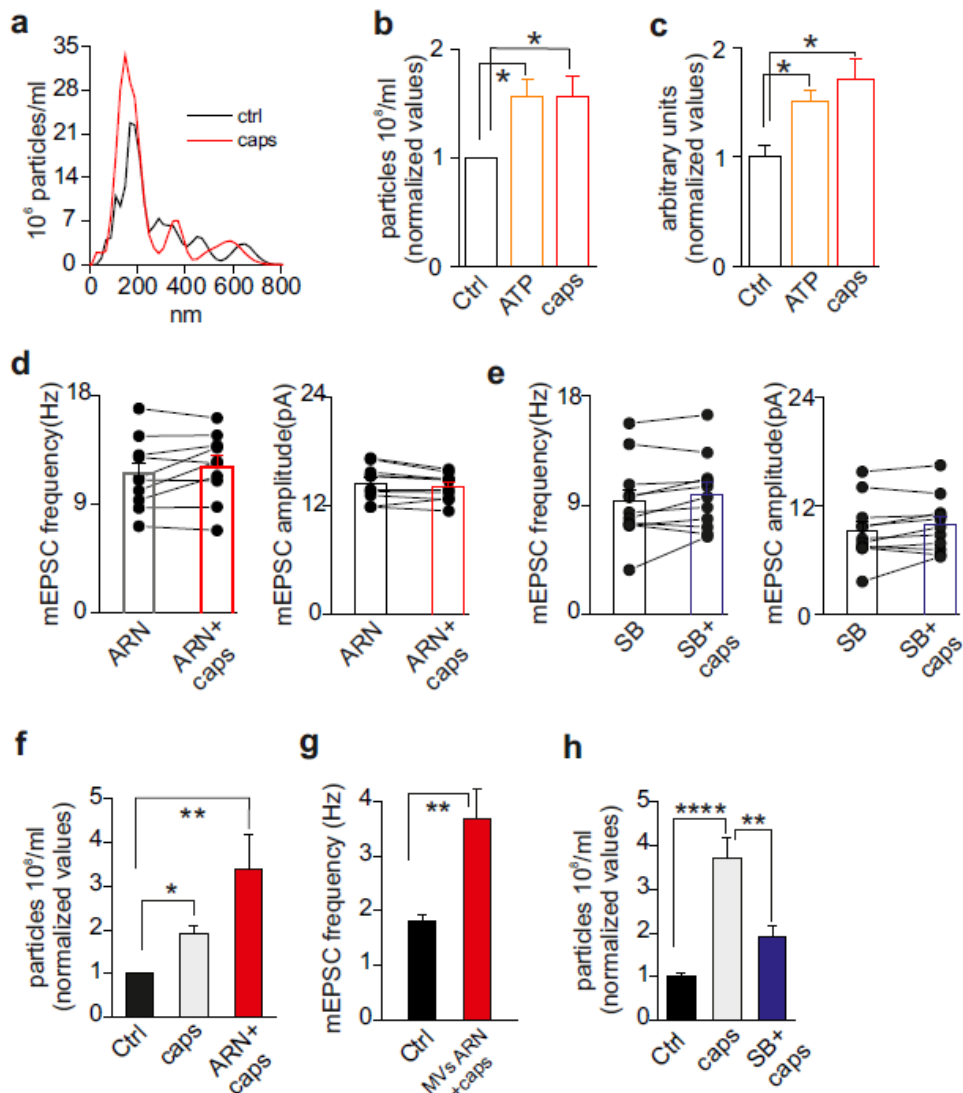 a
35
28
21
14
7
0
10⁶ particles/ml
ctrl
caps
0 200 400 600 800
nm
b
particles 10⁸/ml
(normalized values)
2
1
0
*
*
Ctrl
ATP
caps
c
arbitrary units
(normalized values)
2
1
0
*
*
Ctrl
ATP
caps
d
mEPSC frequency(Hz)
18
9
0
ARN
ARN+
caps
mEPSC amplitude(pA)
24
12
0
ARN
ARN+
caps
e
mEPSC frequency(Hz)
18
9
0
SB
SB+
caps
mEPSC amplitude(pA)
24
12
0
SB
SB+
caps
f
particles 10⁸/ml
(normalized values)
5
4
3
2
1
0
**
*
Ctrl
caps
ARN+
caps
g
mEPSC frequency (Hz)
4
3
2
1
0
**
Ctrl
MVs ARN
+caps
h
particles 10⁸/ml
(normalized values)
5
4
3
2
1
0
****
**
Ctrl
caps
SB+
caps